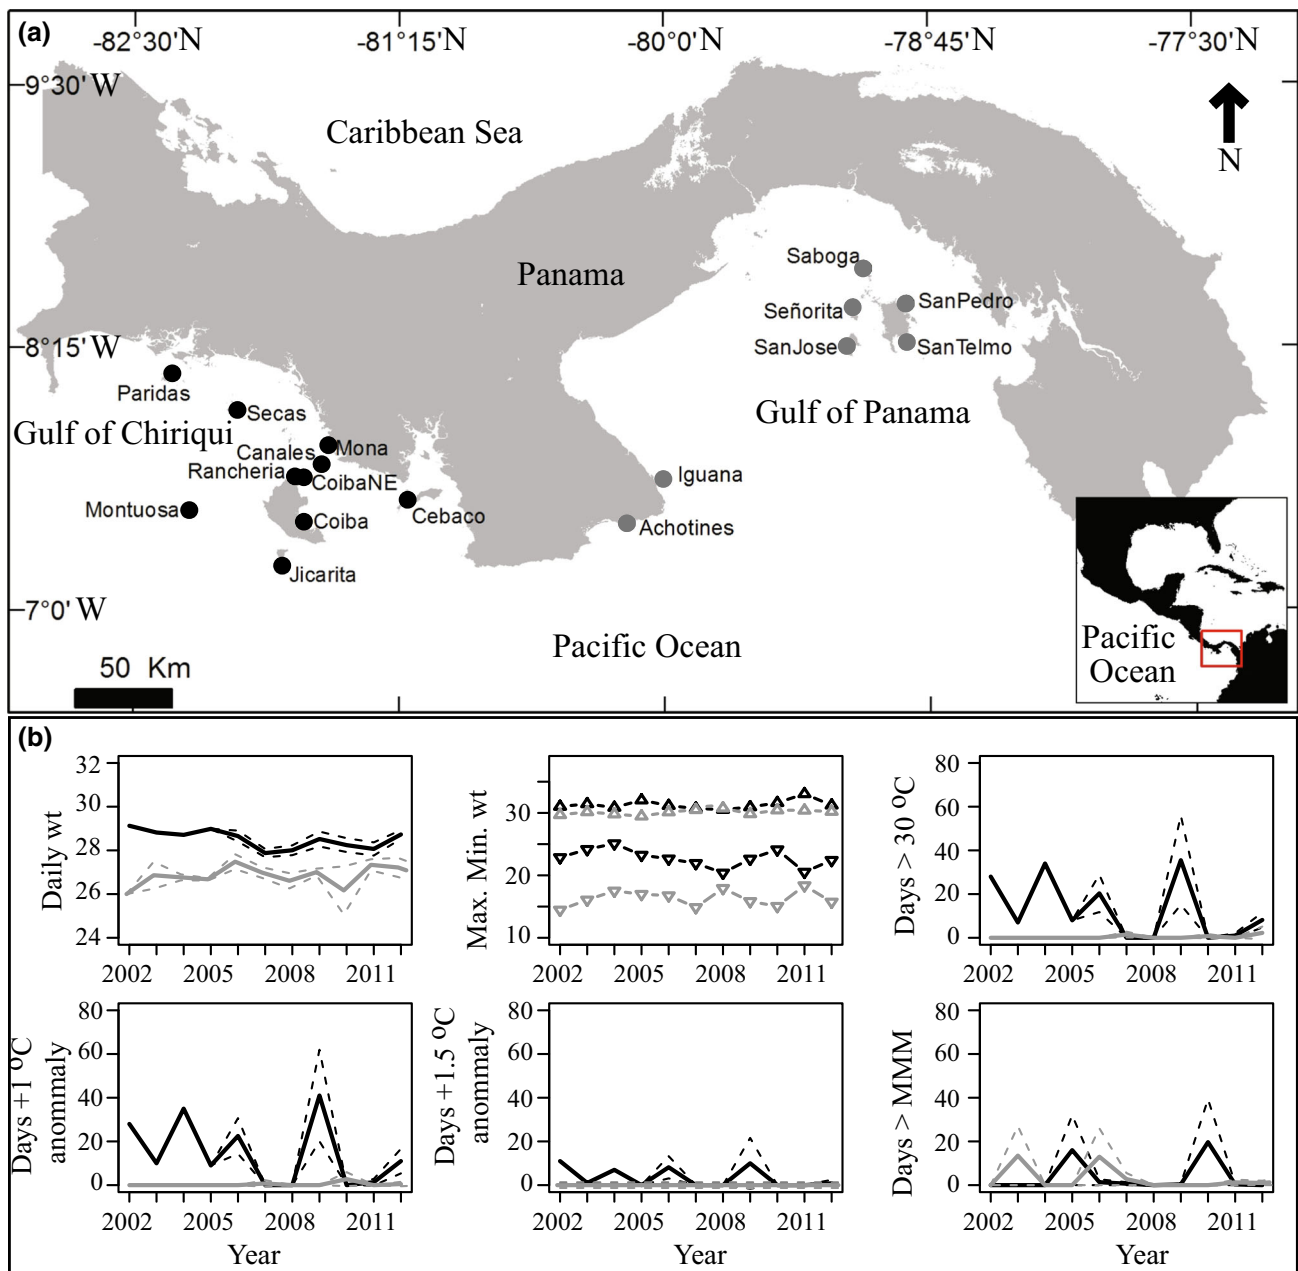 (a)
-82°30'N -81°15'N -80°0'N -78°45'N -77°30'N
9°30'W
Caribbean Sea
N
Saboga
Panama
Señorita
SanPedro
8°15'W
SanJose
SanTelmo
Paridas
Secas
Gulf of Panama
Gulf of Chiriqui
Canales
Mona
Rancheria
CoibaNE
Iguana
Montuosa
Cebaco
Coiba
Achotines
Jicarita
7°0'W
Pacific Ocean
Pacific
Ocean
50 Km
(b)
Daily wt
32
30
28
26
24
2002 2005 2008 2011
Max. Min. wt
30
20
10
2002 2005 2008 2011
Days > 30 ºC
80
60
40
20
0
2002 2005 2008 2011
Days +1 ºC
anommaly
80
60
40
20
0
2002 2005 2008 2011
Year
Days +1.5 ºC
anommaly
80
60
40
20
0
2002 2005 2008 2011
Days > MMM
80
60
40
20
0
2002 2005 2008 2011
Year